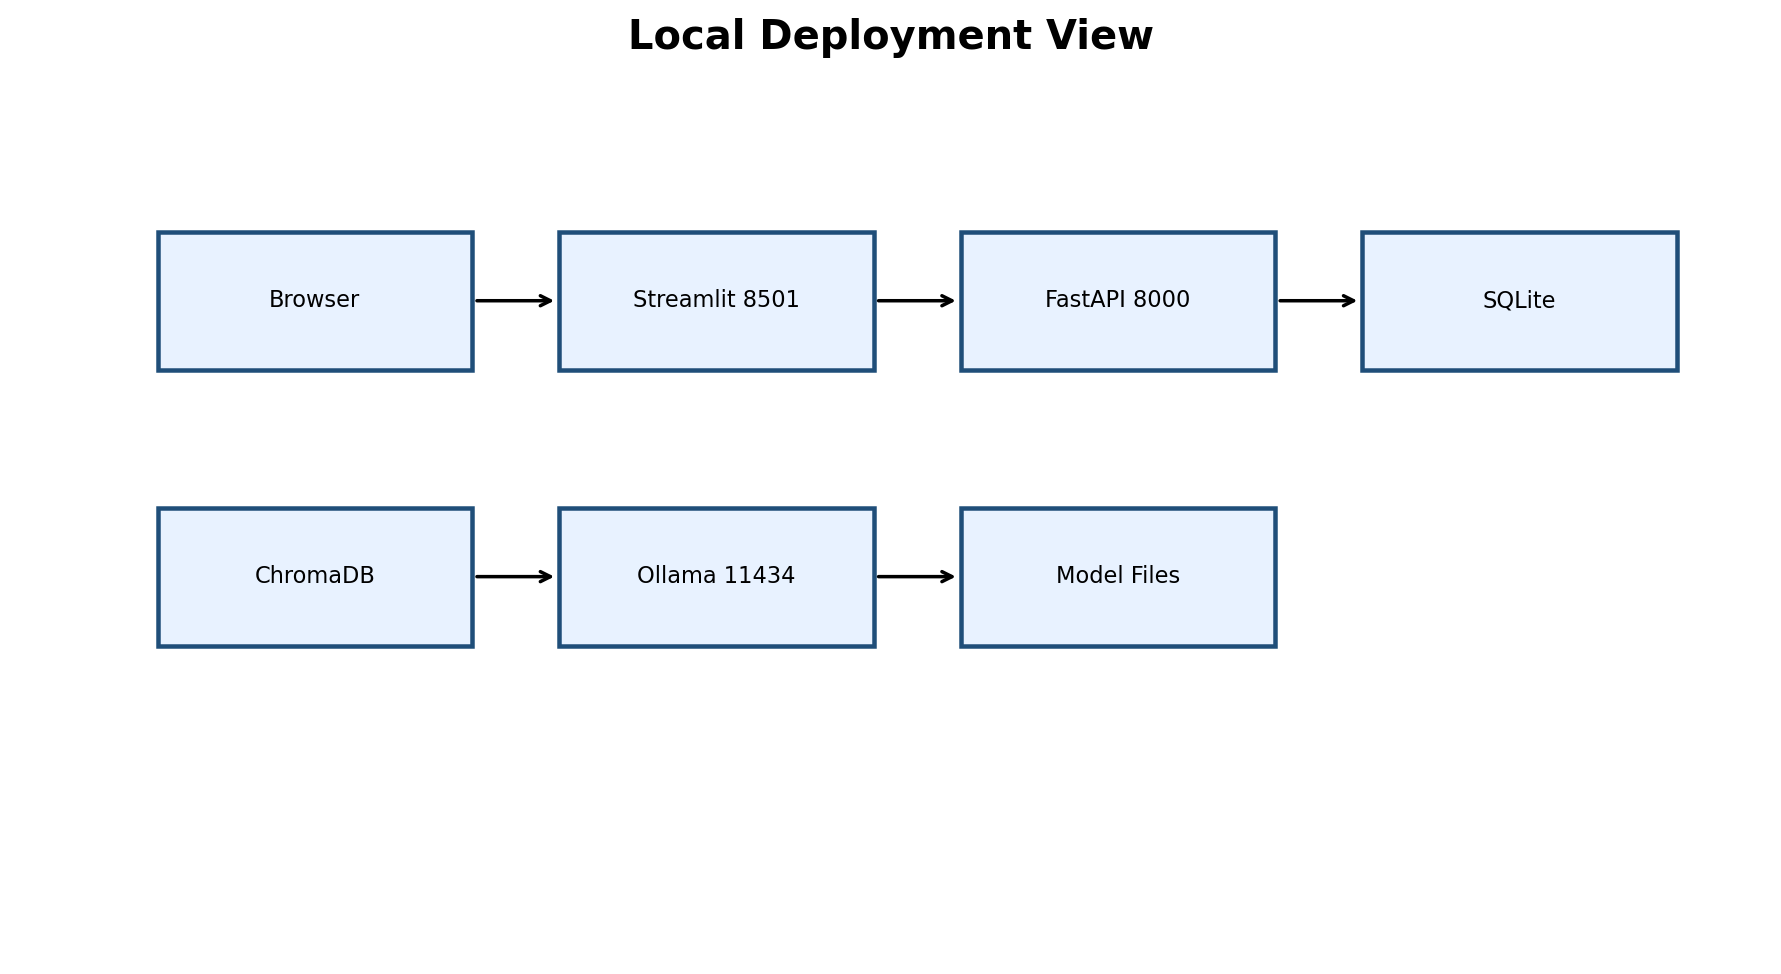 Local Deployment View
Browser
Streamlit 8501
FastAPI 8000
SQLite
ChromaDB
Ollama 11434
Model Files